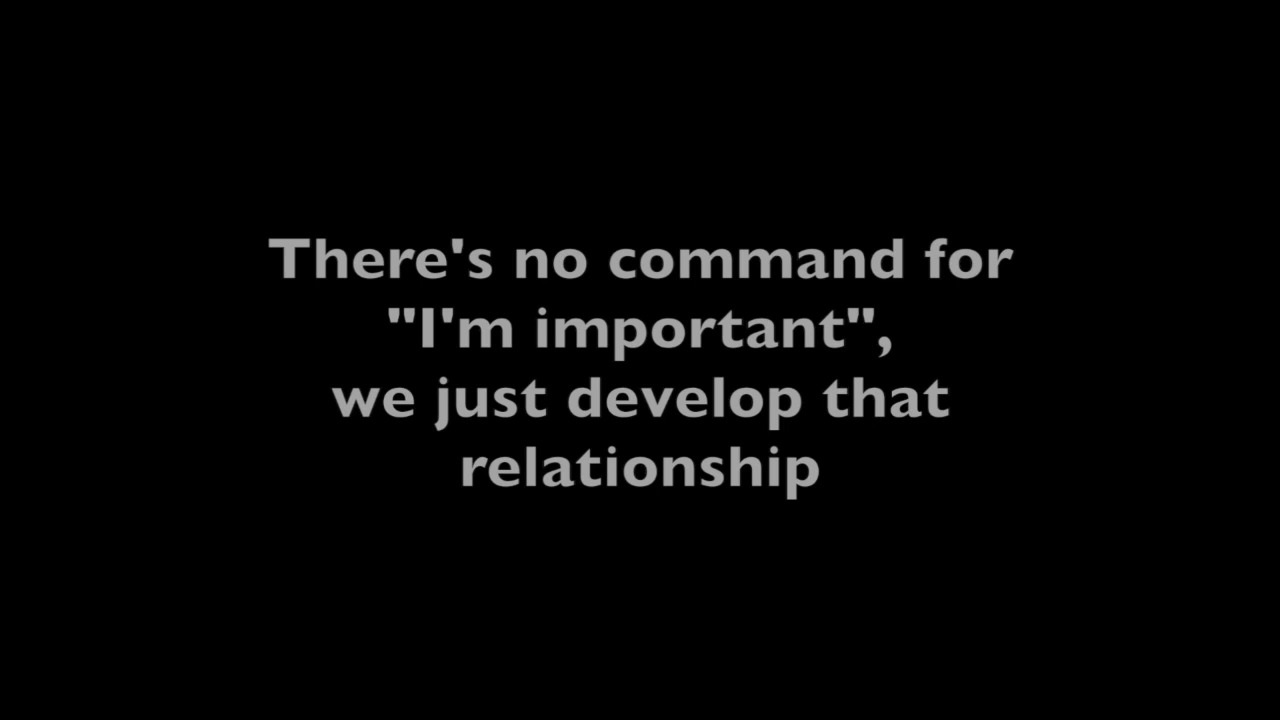 There's no command for
"I'm important",
we just develop that
relationship